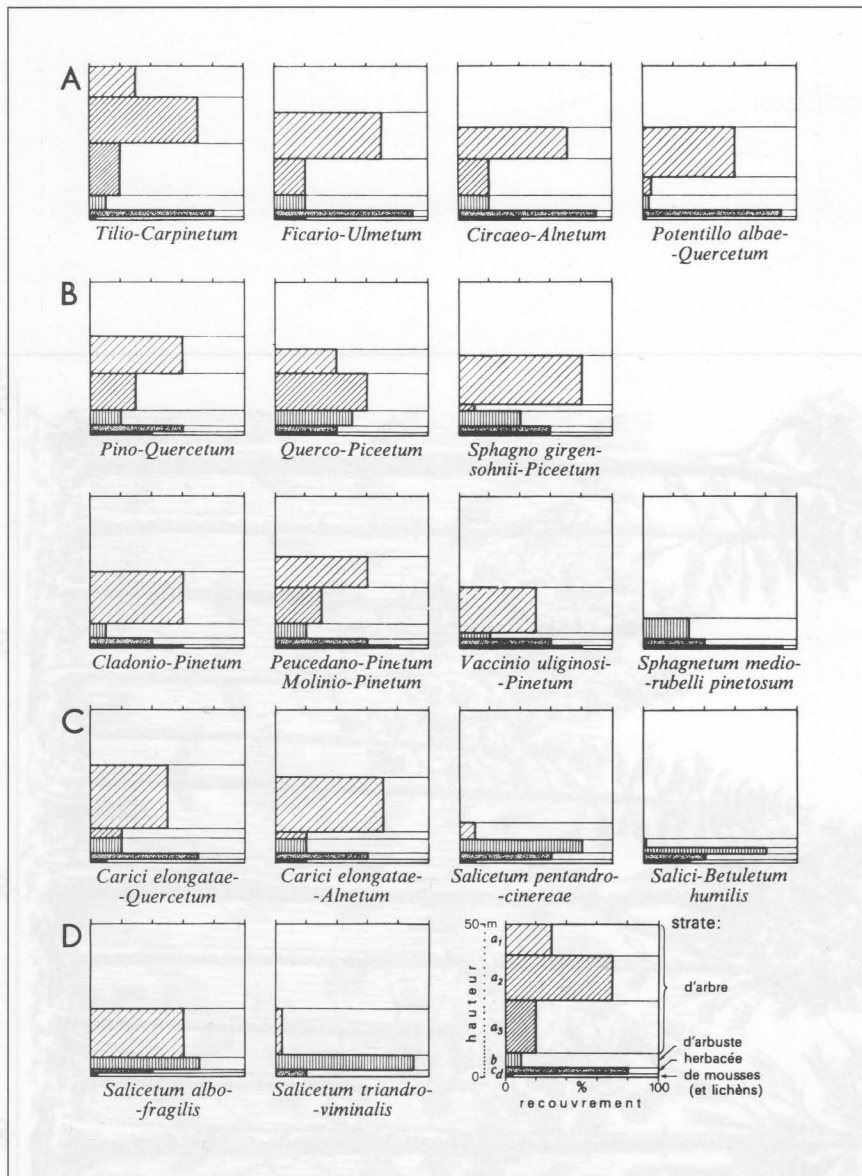 A
Tilio-Carpinetum
Ficario-Ulmetum
Circaeo-Alnetum
Potentillo albae-
-Quercetum
B
Pino-Quercetum
Querco-Piceetum
Sphagno girgen-
sohnii-Piceetum
Cladonio-Pinetum
Peucedano-Pinetum
Molinio-Pinetum
Vaccinio uliginosi-
-Pinetum
Sphagnetum medio-
-rubelli pinetosum
C
Carici elongatae-
-Quercetum
Carici elongatae-
-Alnetum
Salicetum pentandro-
-cinereae
Salici-Betuletum
humilis
D
Salicetum albo-
-fragilis
Salicetum triandro-
-viminalis
50 m
strate:
a1
a2
a3
b
c
d
hauteur
0
d'arbre
d'arbuste
herbacée
de mousses
(et lichèns)
0 % 100
recouvrement